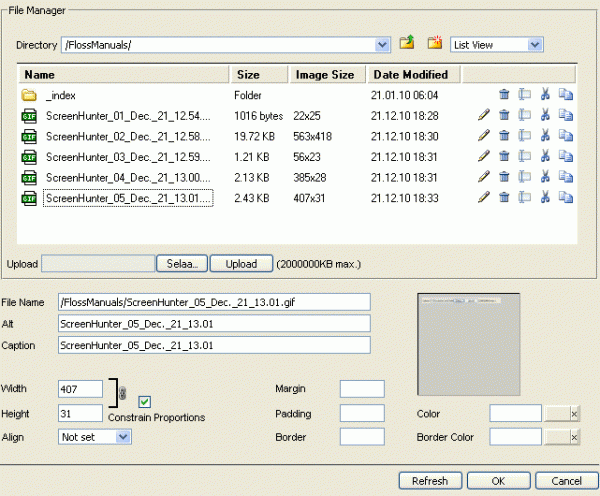 File Manager
Directory /FlossManuals/ List View
Name Size Image Size Date Modified
_index Folder 21.01.10 06:04
GIF ScreenHunter_01_Dec._21_12.54.... 1016 bytes 22x25 21.12.10 18:28
GIF ScreenHunter_02_Dec._21_12.58.... 19.72 KB 563x418 21.12.10 18:30
GIF ScreenHunter_03_Dec._21_12.59.... 1.21 KB 56x23 21.12.10 18:31
GIF ScreenHunter_04_Dec._21_13.00.... 2.13 KB 385x28 21.12.10 18:31
GIF ScreenHunter_05_Dec._21_13.01.... 2.43 KB 407x31 21.12.10 18:33
Upload Selaa... Upload (2000000KB max.)
File Name /FlossManuals/ScreenHunter_05_Dec._21_13.01.gif
Alt ScreenHunter_05_Dec._21_13.01
Caption ScreenHunter_05_Dec._21_13.01
Width 407 Margin
Height 31 Constrain Proportions Padding Color x
Align Not set Border Border Color x
Refresh OK Cancel